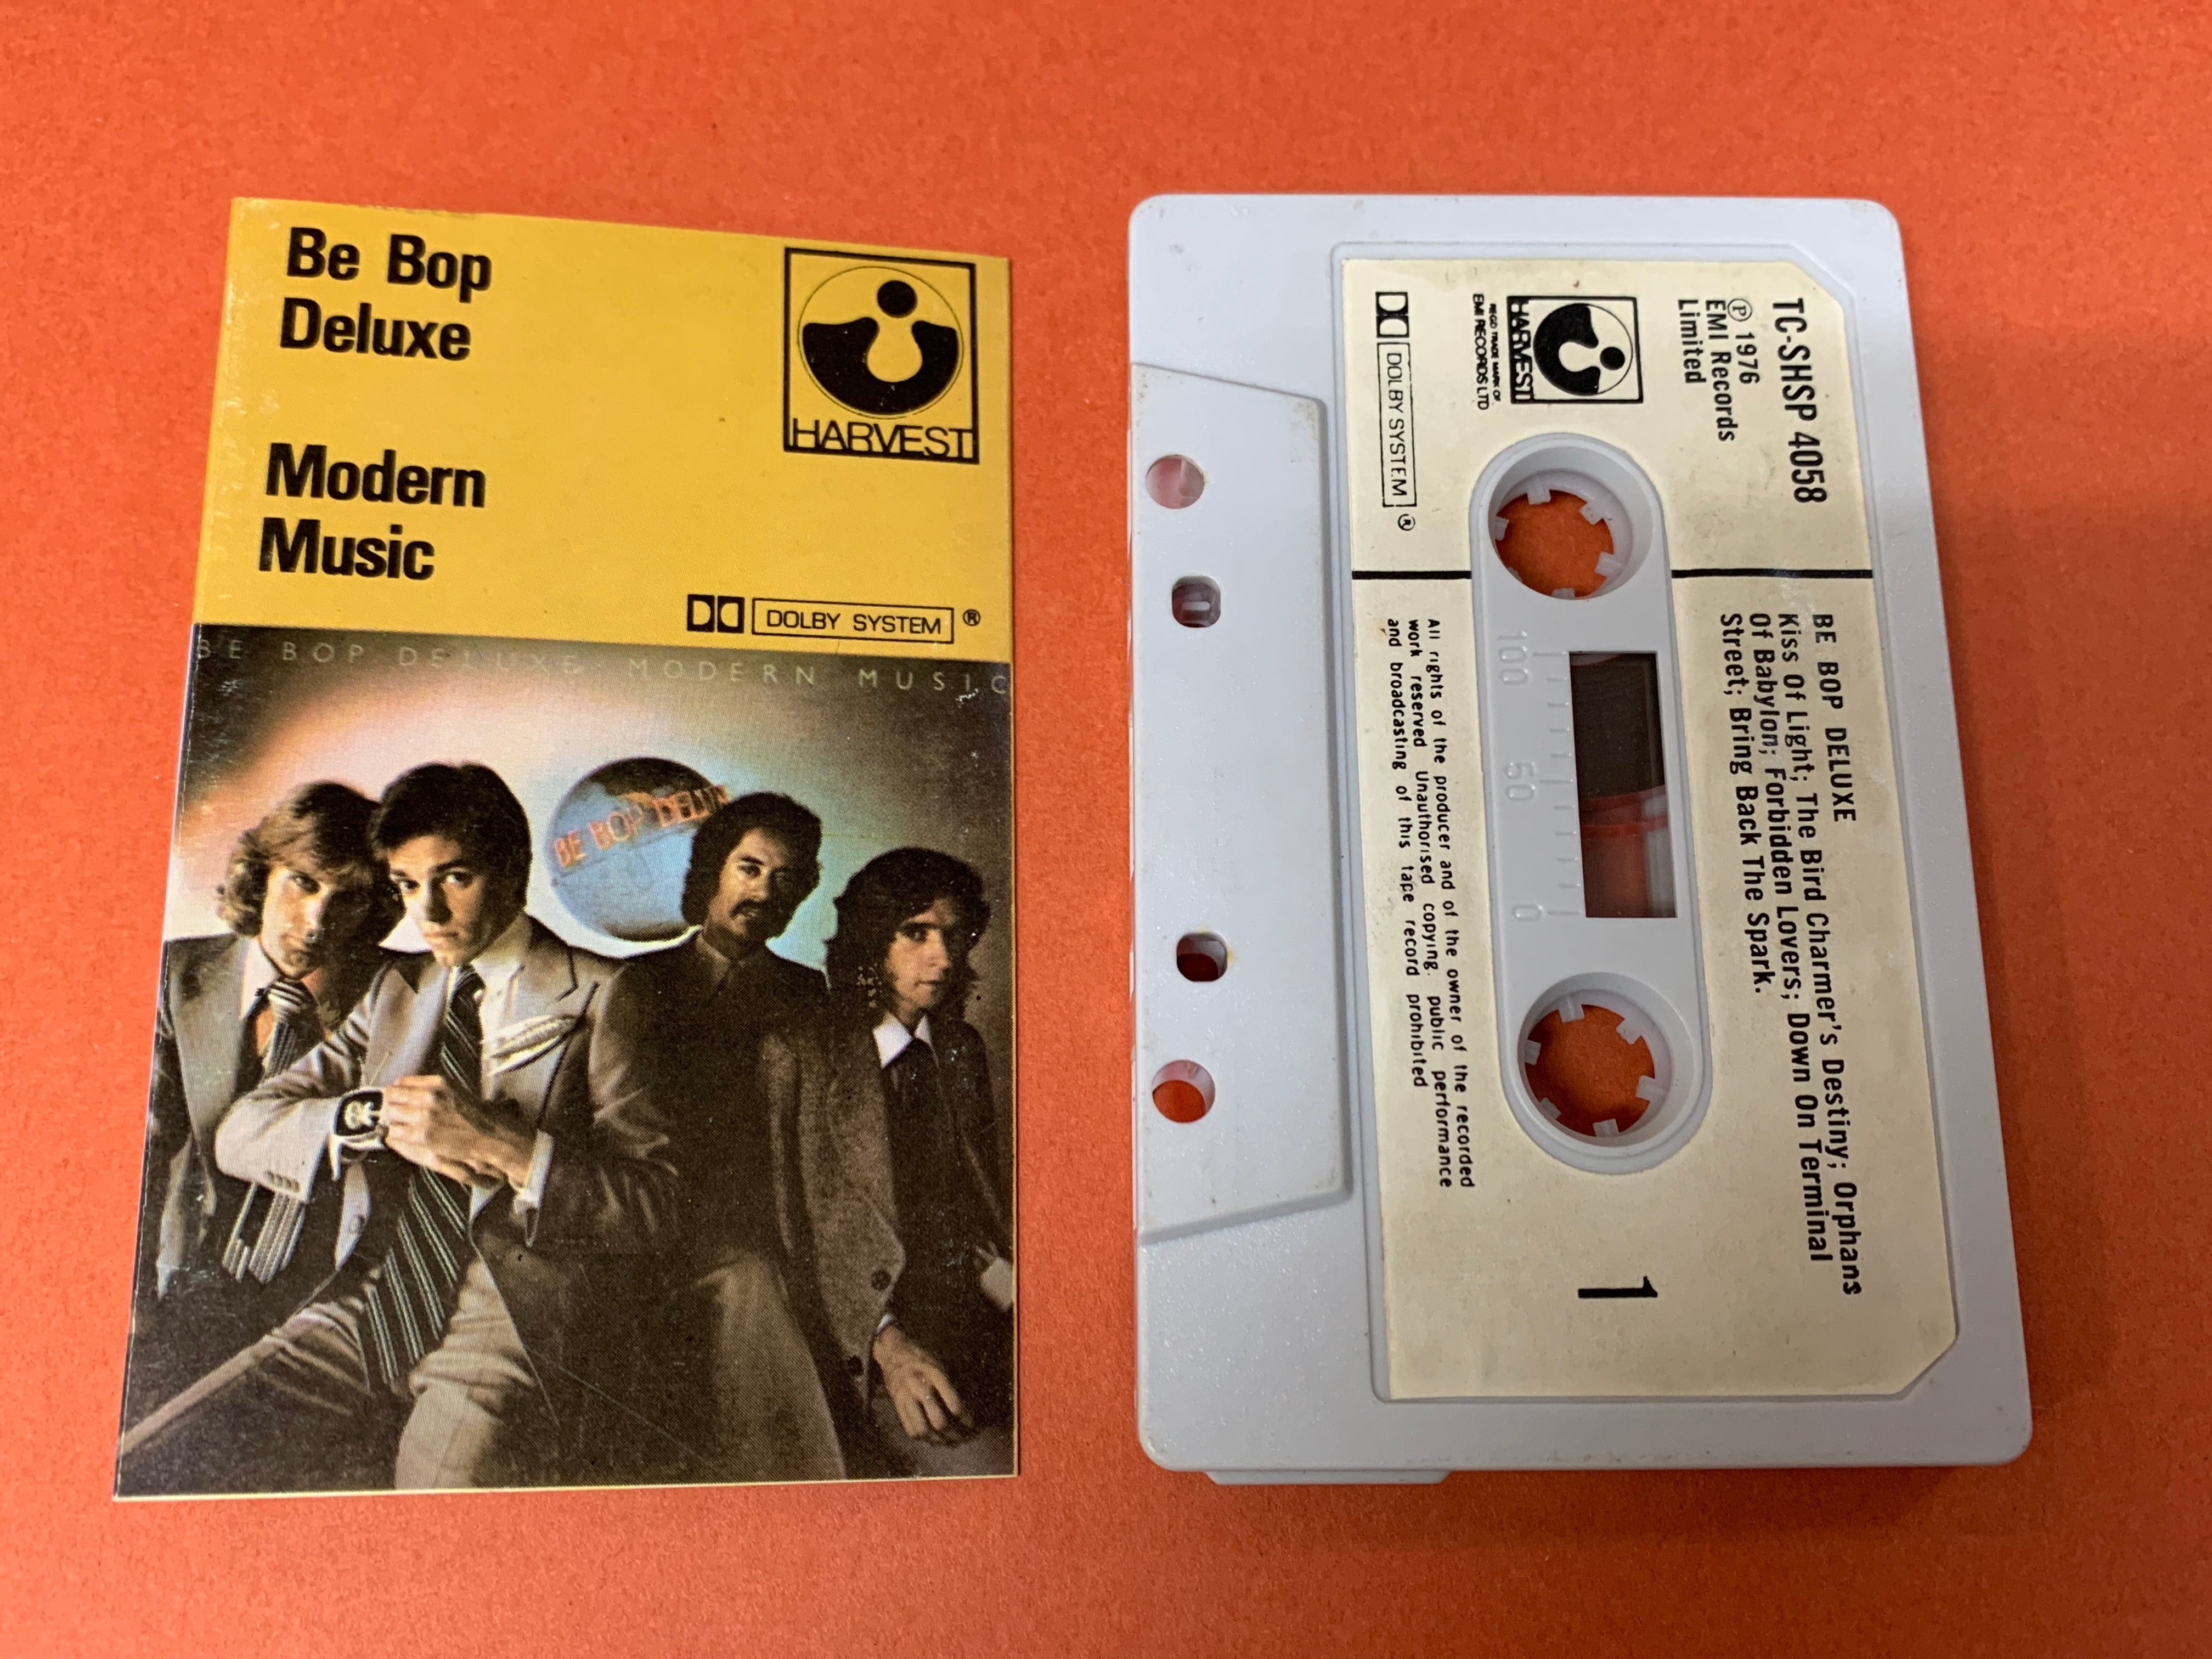 Be Bop
Deluxe
HARVEST
Modern
Music
DOLBY SYSTEM ®
BE BOP DELUXE MODERN MUSIC
BE BOP DELUXE
TC-SHSP 4058
℗ 1976
EMI Records
Limited
HARVEST
REGD TRADE MARK OF
EMI RECORDS LTD
DOLBY SYSTEM ®
BE BOP DELUXE
Kiss Of Light; The Bird Charmer's Destiny; Orphans
Of Babylon; Forbidden Lovers; Down On Terminal
Street; Bring Back The Spark.
100 50 0
All rights of the producer and of the owner of the recorded
work reserved Unauthorised copying. public performance
and broadcasting of this tape record prohibited
1